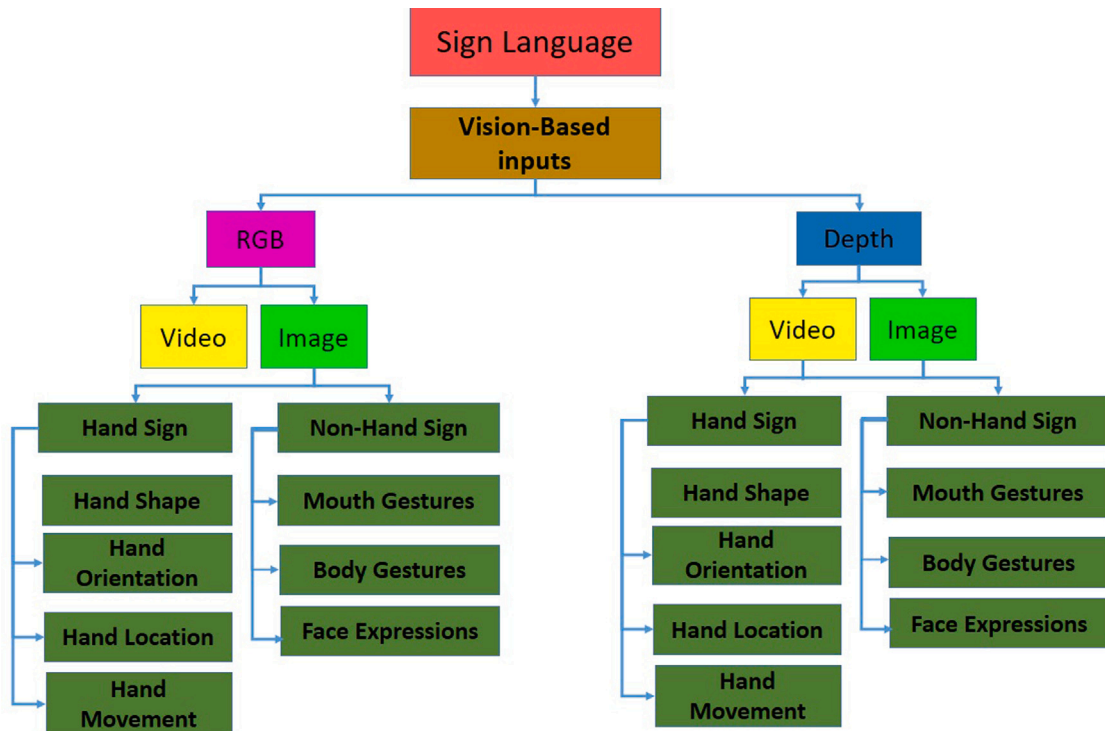 Sign Language
Vision-Based
inputs
RGB
Depth
Video
Image
Video
Image
Hand Sign
Non-Hand Sign
Hand Shape
Mouth Gestures
Hand
Orientation
Body Gestures
Hand Location
Face Expressions
Hand
Movement
Hand Sign
Non-Hand Sign
Hand Shape
Mouth Gestures
Hand
Orientation
Body Gestures
Hand Location
Face Expressions
Hand
Movement